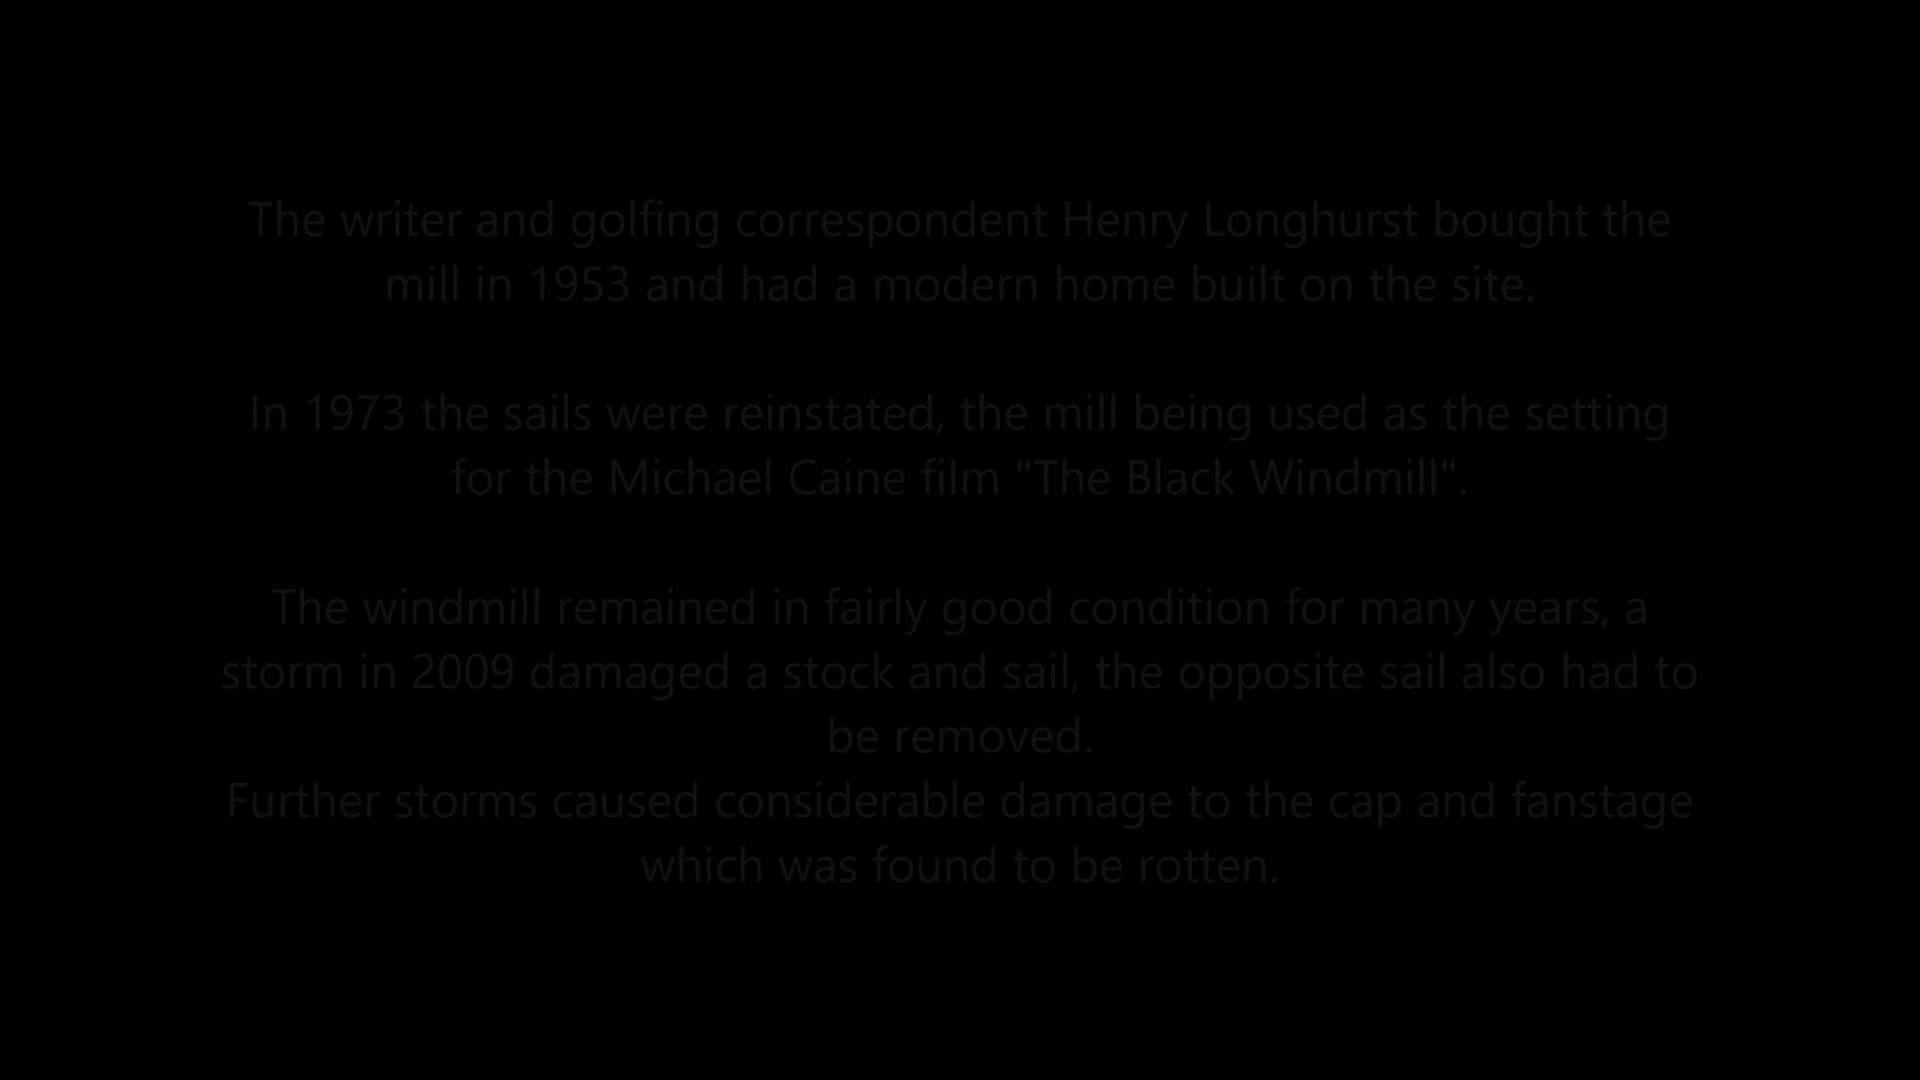 The writer and golfing correspondent Henry Longhurst bought the
mill in 1953 and had a modern home built on the site.
In 1973 the sails were reinstated, the mill being used as the setting
for the Michael Caine film "The Black Windmill".
The windmill remained in fairly good condition for many years, a
storm in 2009 damaged a stock and sail, the opposite sail also had to
be removed.
Further storms caused considerable damage to the cap and fanstage
which was found to be rotten.